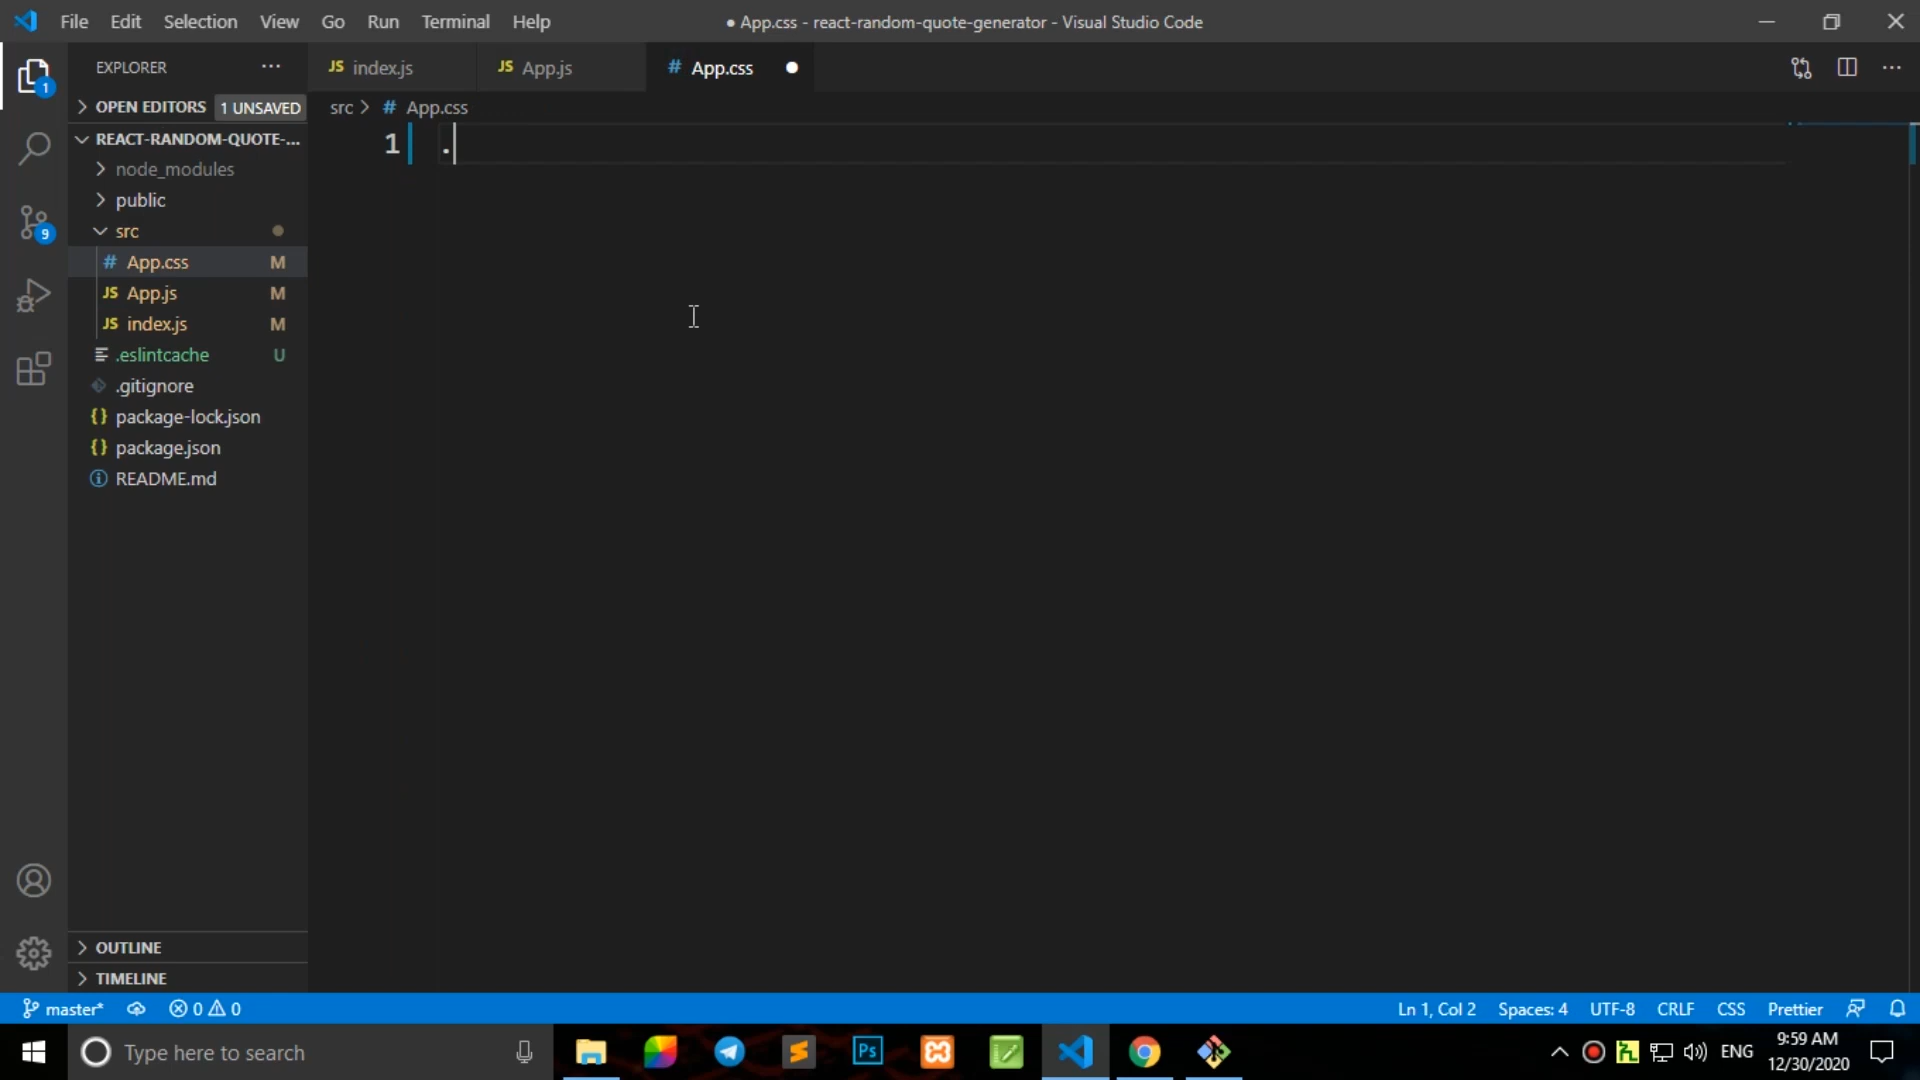 File Edit Selection View Go Run Terminal Help ● App.css - react-random-quote-generator - Visual Studio Code
EXPLORER ··· JS index.js JS App.js # App.css ●
OPEN EDITORS 1 UNSAVED
src > # App.css
REACT-RANDOM-QUOTE-...
1 .
node_modules
public
src
# App.css M
JS App.js M
JS index.js M
.eslintcache U
.gitignore
{} package-lock.json
{} package.json
README.md
1
9
OUTLINE
TIMELINE
master* 0 0 Ln 1, Col 2 Spaces: 4 UTF-8 CRLF CSS Prettier
Type here to search Ps ENG 9:59 AM
12/30/2020